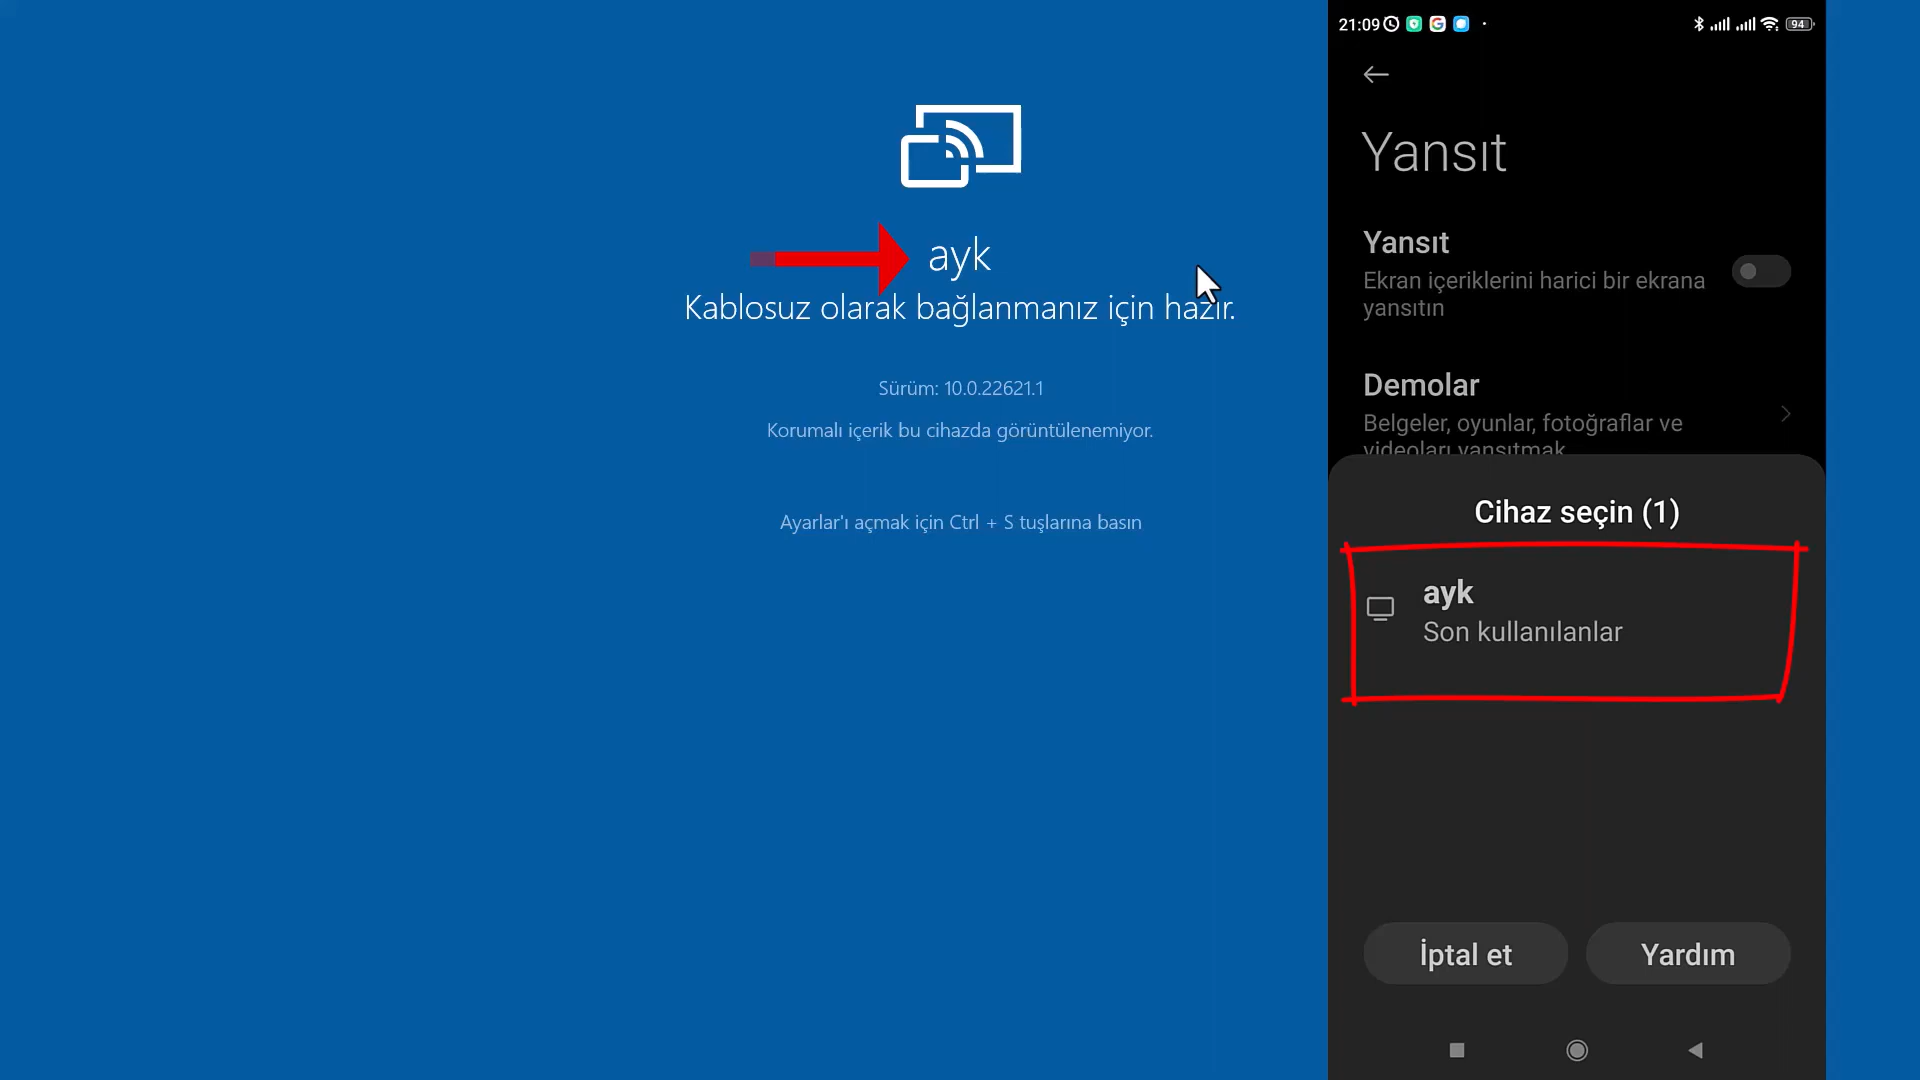 ayk
Kablosuz olarak bağlanmanız için hazır.
Sürüm: 10.0.22621.1
Korumalı içerik bu cihazda görüntülenemiyor.
Ayarlar'ı açmak için Ctrl + S tuşlarına basın
21:09
94
Yansıt
Yansıt
Ekran içeriklerini harici bir ekrana
yansıtın
Demolar
Belgeler, oyunlar, fotoğraflar ve
videoları yansıtmak
Cihaz seçin (1)
ayk
Son kullanılanlar
İptal et
Yardım